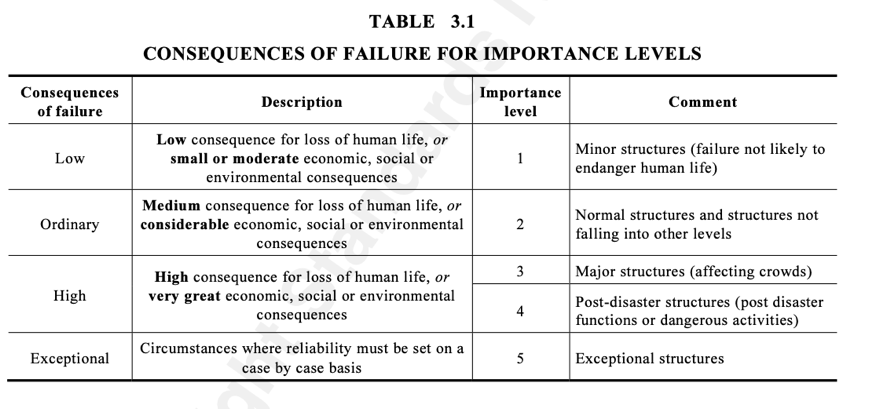 TABLE 3.1
CONSEQUENCES OF FAILURE FOR IMPORTANCE LEVELS
Consequences
of failure
Description
Importance
level
Comment
Low
Low consequence for loss of human life, or
small or moderate economic, social or
environmental consequences
1
Minor structures (failure not likely to
endanger human life)
Ordinary
Medium consequence for loss of human life, or
considerable economic, social or environmental
consequences
2
Normal structures and structures not
falling into other levels
High
High consequence for loss of human life, or
very great economic, social or environmental
consequences
3
Major structures (affecting crowds)
4
Post-disaster structures (post disaster
functions or dangerous activities)
Exceptional
Circumstances where reliability must be set on a
case by case basis
5
Exceptional structures